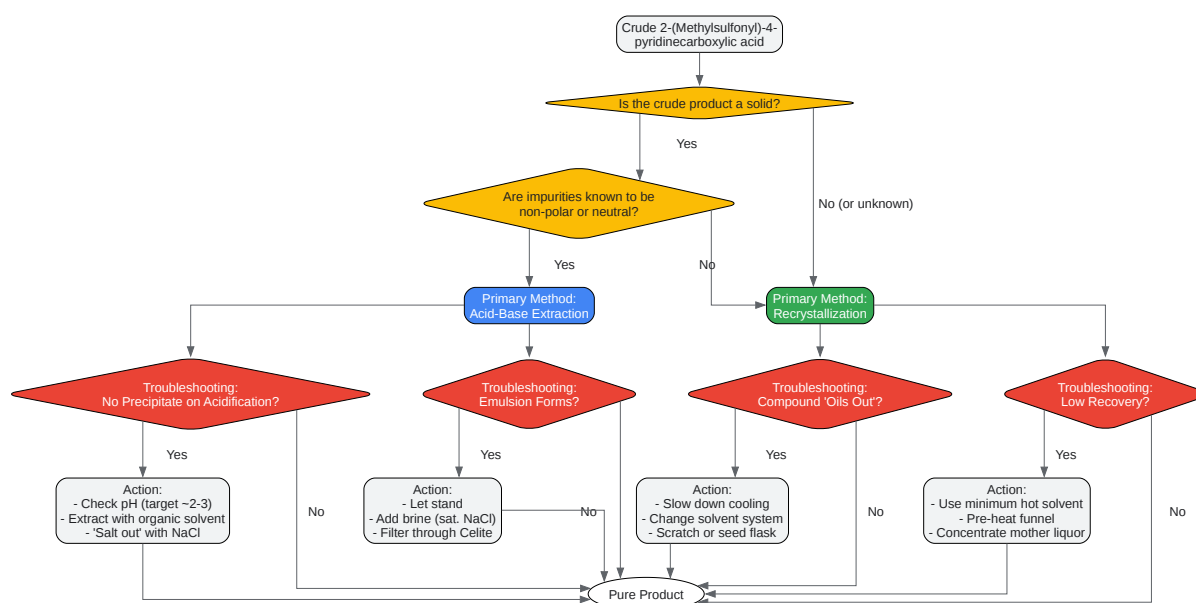 Crude 2-(Methylsulfonyl)-4-
pyridinecarboxylic acid
Is the crude product a solid?
Yes
Are impurities known to be
non-polar or neutral?
No (or unknown)
Yes
No
Primary Method:
Acid-Base Extraction
Primary Method:
Recrystallization
Troubleshooting:
No Precipitate on Acidification?
Troubleshooting:
Emulsion Forms?
Troubleshooting:
Compound 'Oils Out'?
Troubleshooting:
Low Recovery?
Yes
Yes
Yes
Yes
Action:
- Check pH (target ~2-3)
- Extract with organic solvent
- 'Salt out' with NaCl
No
Action:
- Let stand
- Add brine (sat. NaCl)
- Filter through Celite
No
Action:
- Slow down cooling
- Change solvent system
- Scratch or seed flask
No
Action:
- Use minimum hot solvent
- Pre-heat funnel
- Concentrate mother liquor
No
Pure Product